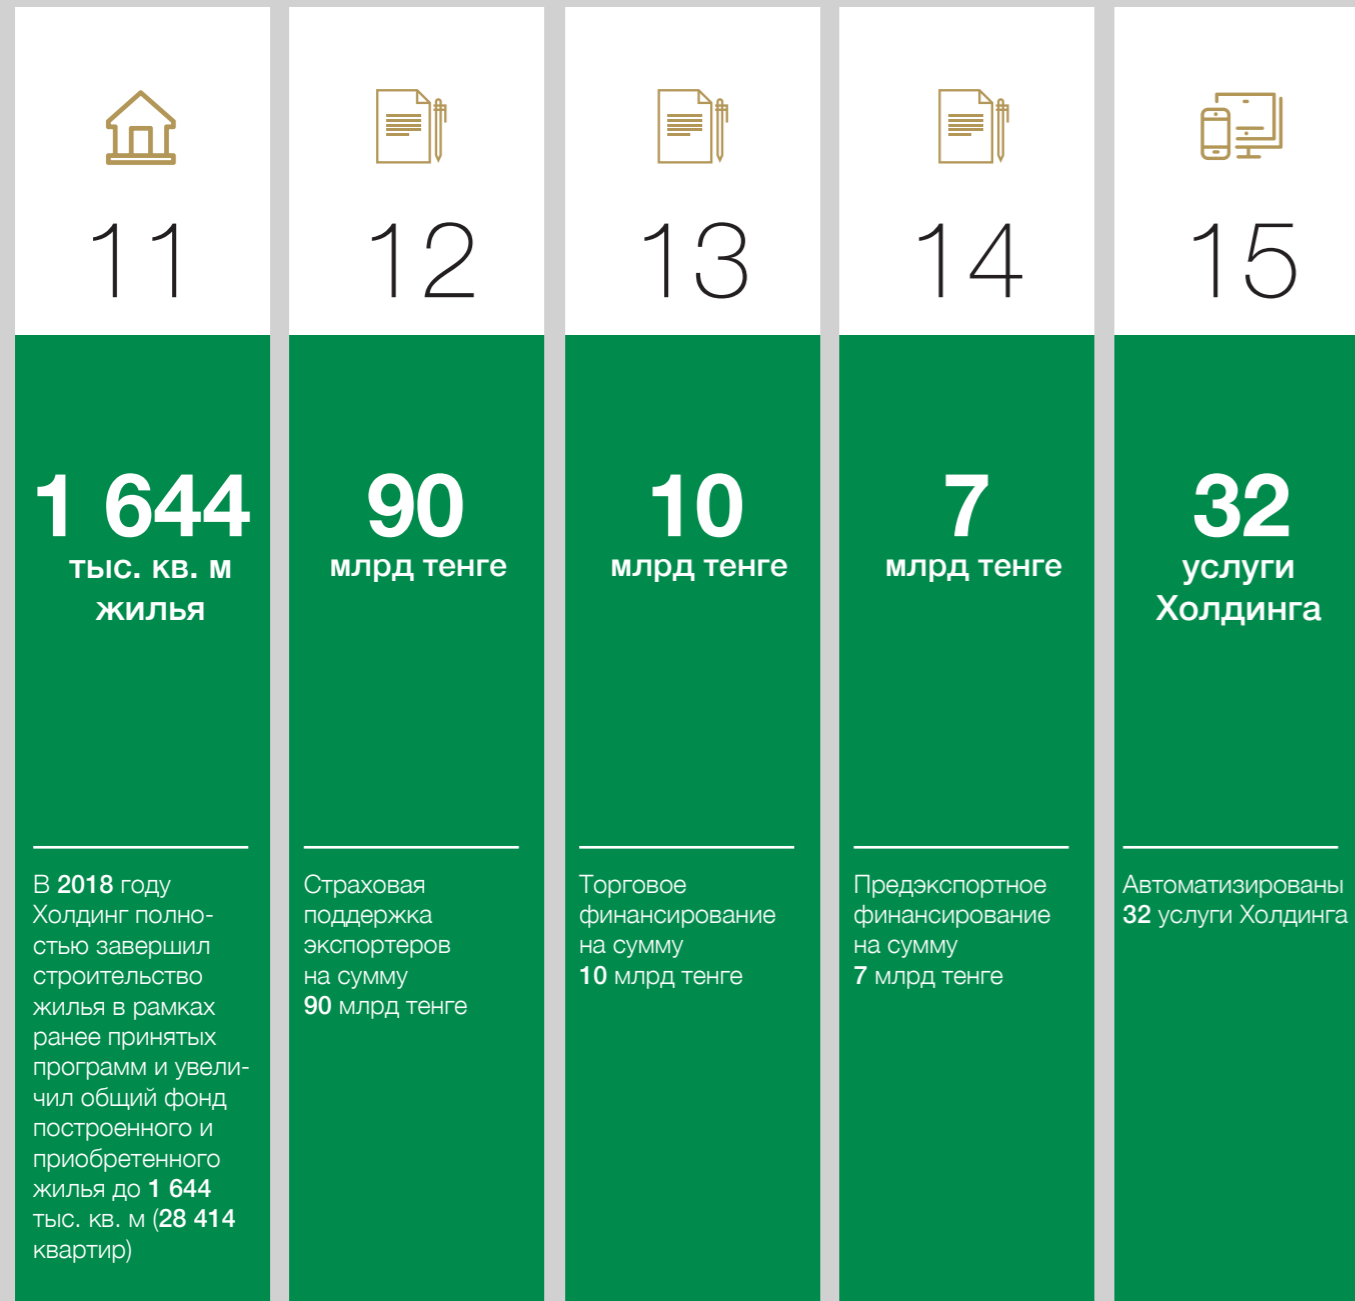 11
1 644
тыс. кв. м
жилья
В 2018 году
Холдинг полно-
стью завершил
строительство
жилья в рамках
ранее принятых
программ и увели-
чил общий фонд
построенного и
приобретенного
жилья до 1 644
тыс. кв. м (28 414
квартир)
12
90
млрд тенге
Страховая
поддержка
экспортеров
на сумму
90 млрд тенге
13
10
млрд тенге
Торговое
финансирование
на сумму
10 млрд тенге
14
7
млрд тенге
Предэкспортное
финансирование
на сумму
7 млрд тенге
15
32
услуги
Холдинга
Автоматизированы
32 услуги Холдинга